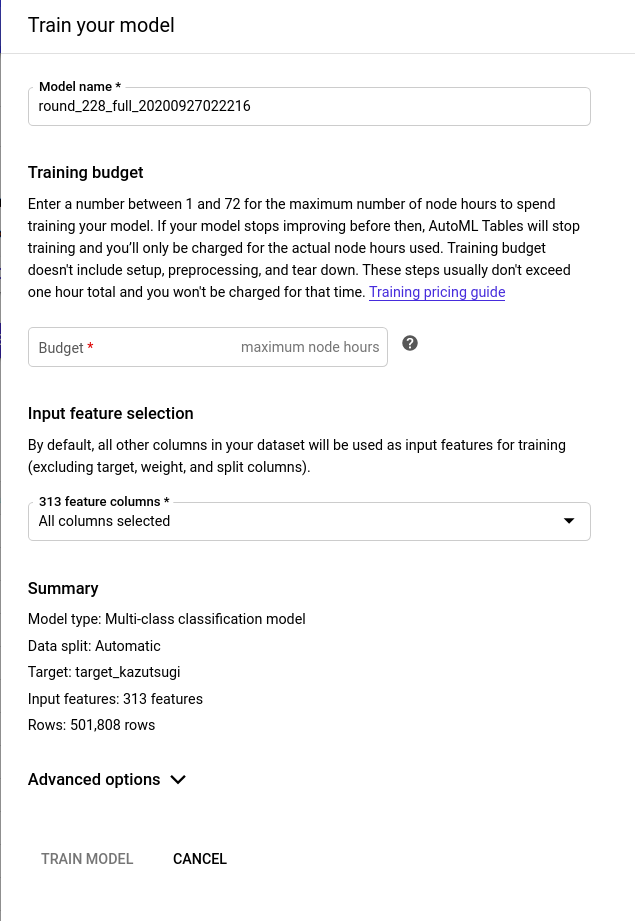 Train your model
Model name *
round_228_full_20200927022216
Training budget
Enter a number between 1 and 72 for the maximum number of node hours to spend
training your model. If your model stops improving before then, AutoML Tables will stop
training and you'll only be charged for the actual node hours used. Training budget
doesn't include setup, preprocessing, and tear down. These steps usually don't exceed
one hour total and you won't be charged for that time. Training pricing guide
Budget * maximum node hours
Input feature selection
By default, all other columns in your dataset will be used as input features for training
(excluding target, weight, and split columns).
313 feature columns *
All columns selected
Summary
Model type: Multi-class classification model
Data split: Automatic
Target: target_kazutsugi
Input features: 313 features
Rows: 501,808 rows
Advanced options
TRAIN MODEL CANCEL